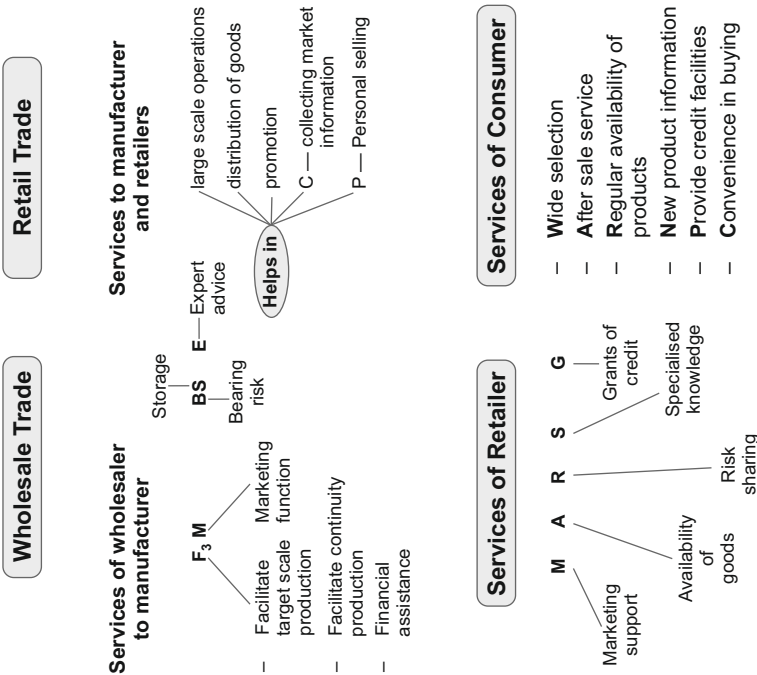 Wholesale Trade
Services of wholesaler
to manufacturer
F3 M
BS
E
Storage
Bearing
risk
Expert
advice
Marketing
function
– Facilitate
target scale
production
– Facilitate continuity
production
– Financial
assistance
Retail Trade
Services to manufacturer
and retailers
Helps in
large scale operations
distribution of goods
promotion
C — collecting market
information
P — Personal selling
Services of Retailer
M A R S G
Marketing
support
Availability
of
goods
Risk
sharing
Specialised
knowledge
Grants of
credit
Services of Consumer
– Wide selection
– After sale service
– Regular availability of
products
– New product information
– Provide credit facilities
– Convenience in buying